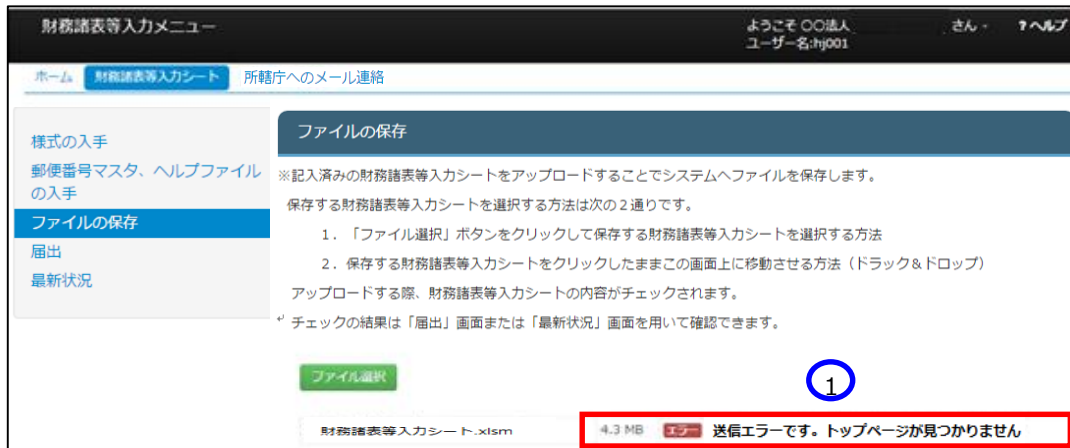 財務諸表等入力メニュー
ようこそ 〇〇法人 さん
?ヘルプ
ユーザー名:hj001
ホーム 財務諸表等入力シート 所轄庁へのメール連絡
様式の入手
郵便番号マスタ、ヘルプファイル
の入手
ファイルの保存
届出
最新状況
ファイルの保存
※記入済みの財務諸表等入力シートをアップロードすることでシステムへファイルを保存します。
保存する財務諸表等入力シートを選択する方法は次の２通りです。
１．「ファイル選択」ボタンをクリックして保存する財務諸表等入力シートを選択する方法
２．保存する財務諸表等入力シートをクリックしたままこの画面上に移動させる方法（ドラック＆ドロップ）
アップロードする際、財務諸表等入力シートの内容がチェックされます。
チェックの結果は「届出」画面または「最新状況」画面を用いて確認できます。
ファイル選択
1
財務諸表等入力シート.xlsm 4.3 MB エラー 送信エラーです。トップページが見つかりません